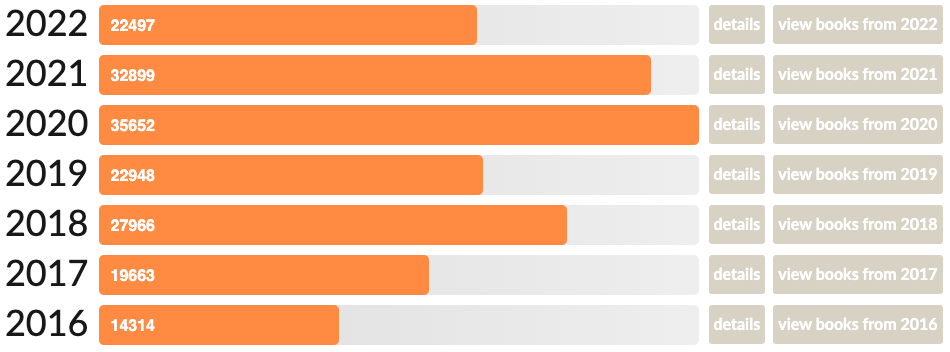 2022 22497 details view books from 2022
2021 32899 details view books from 2021
2020 35652 details view books from 2020
2019 22948 details view books from 2019
2018 27966 details view books from 2018
2017 19663 details view books from 2017
2016 14314 details view books from 2016